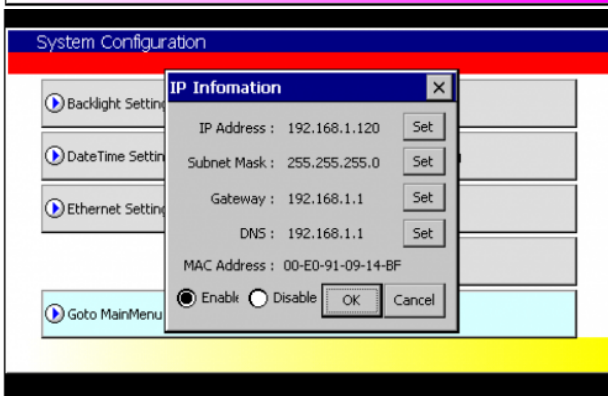 System Configuration
IP Infomation
Backlight Setting
IP Address : 192.168.1.120 Set
DateTime Settin
Subnet Mask : 255.255.255.0 Set
Ethernet Setting
Gateway : 192.168.1.1 Set
DNS : 192.168.1.1 Set
MAC Address : 00-E0-91-09-14-BF
Enable Disable OK Cancel
Goto MainMenu